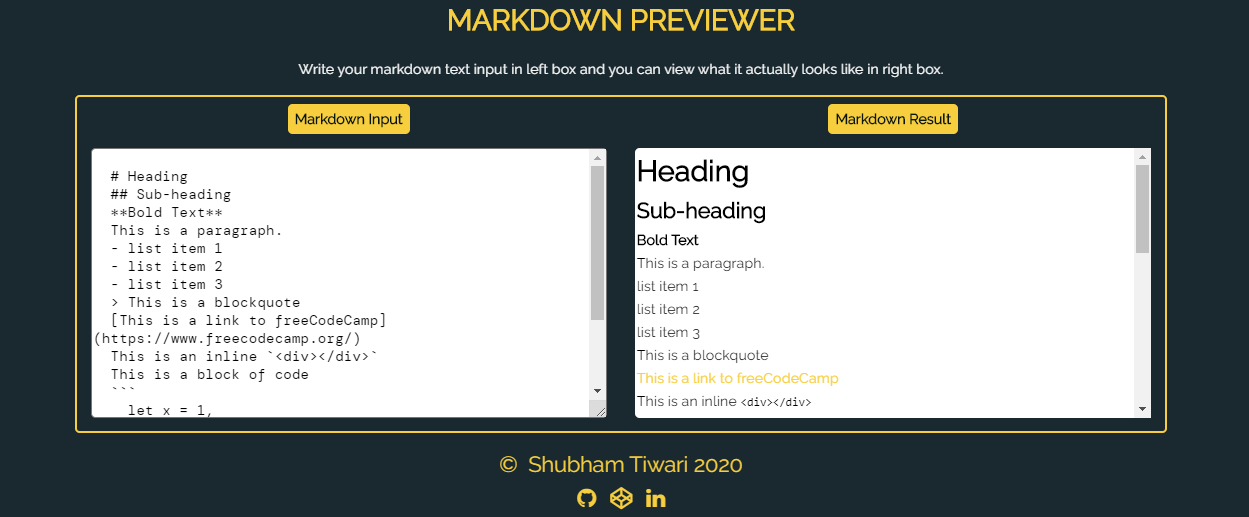 MARKDOWN PREVIEWER
Write your markdown text input in left box and you can view what it actually looks like in right box.
Markdown Input
# Heading
## Sub-heading
**Bold Text**
This is a paragraph.
- list item 1
- list item 2
- list item 3
> This is a blockquote
[This is a link to freeCodeCamp]
(https://www.freecodecamp.org/)
This is an inline `<div></div>`
This is a block of code
```
let x = 1,
Markdown Result
Heading
Sub-heading
Bold Text
This is a paragraph.
list item 1
list item 2
list item 3
This is a blockquote
This is a link to freeCodeCamp
This is an inline <div></div>
© Shubham Tiwari 2020
in